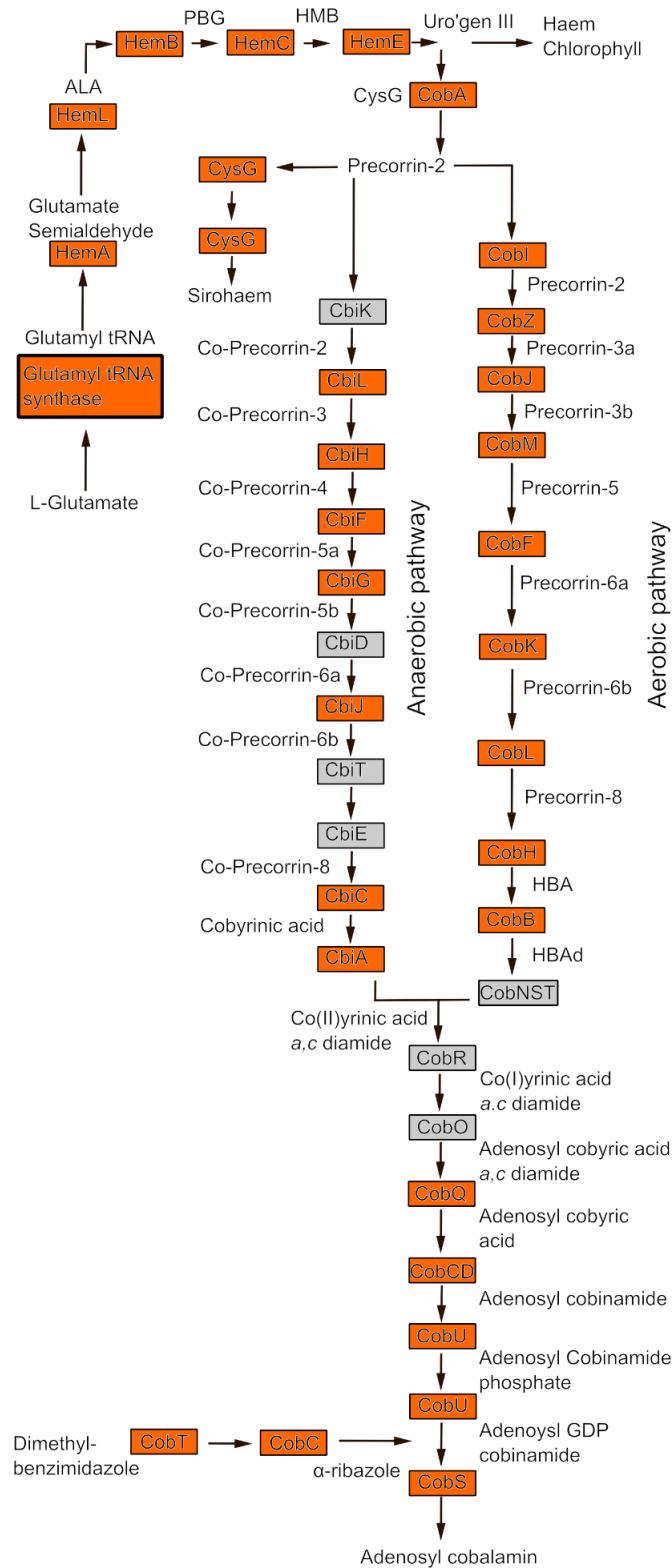 PBG
HMB
Uro'gen III
Haem
Chlorophyll
HemB
HemC
HemE
ALA
HemL
CysG
CobA
Glutamate
Semialdehyde
HemA
Glutamyl tRNA
Glutamyl tRNA
synthase
L-Glutamate
Precorrin-2
CysG
CysG
Sirohaem
CbiK
Co-Precorrin-2
CbiL
Co-Precorrin-3
CbiH
Co-Precorrin-4
CbiF
Co-Precorrin-5a
CbiG
Co-Precorrin-5b
CbiD
Co-Precorrin-6a
CbiJ
Co-Precorrin-6b
CbiT
CbiE
Co-Precorrin-8
CbiC
Cobyrinic acid
CbiA
Anaerobic pathway
CobI
Precorrin-2
CobZ
Precorrin-3a
CobJ
Precorrin-3b
CobM
Precorrin-5
CobF
Precorrin-6a
CobK
Precorrin-6b
CobL
Precorrin-8
CobH
HBA
CobB
HBAd
CobNST
Aerobic pathway
Co(II)yrinic acid
a,c diamide
CobR
Co(I)yrinic acid
a.c diamide
CobO
Adenosyl cobyric acid
a,c diamide
CobQ
Adenosyl cobyric
acid
CobCD
Adenosyl cobinamide
CobU
Adenosyl Cobinamide
phosphate
CobU
Adenoysl GDP
cobinamide
Dimethyl-
benzimidazole
CobT
CobC
α-ribazole
CobS
Adenosyl cobalamin